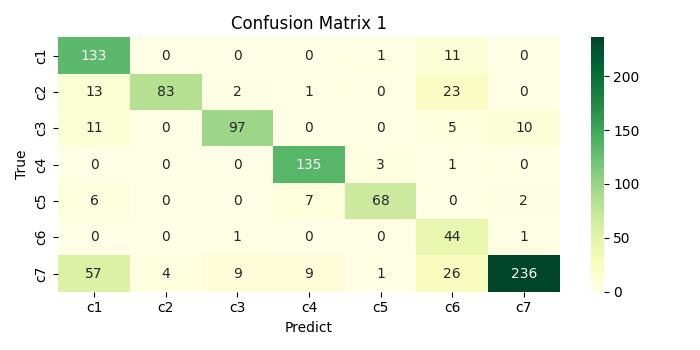 Confusion Matrix 1
True
c1 133 0 0 0 1 11 0
c2 13 83 2 1 0 23 0
c3 11 0 97 0 0 5 10
c4 0 0 0 135 3 1 0
c5 6 0 0 7 68 0 2
c6 0 0 1 0 0 44 1
c7 57 4 9 9 1 26 236
c1 c2 c3 c4 c5 c6 c7
Predict
200
150
100
50
0